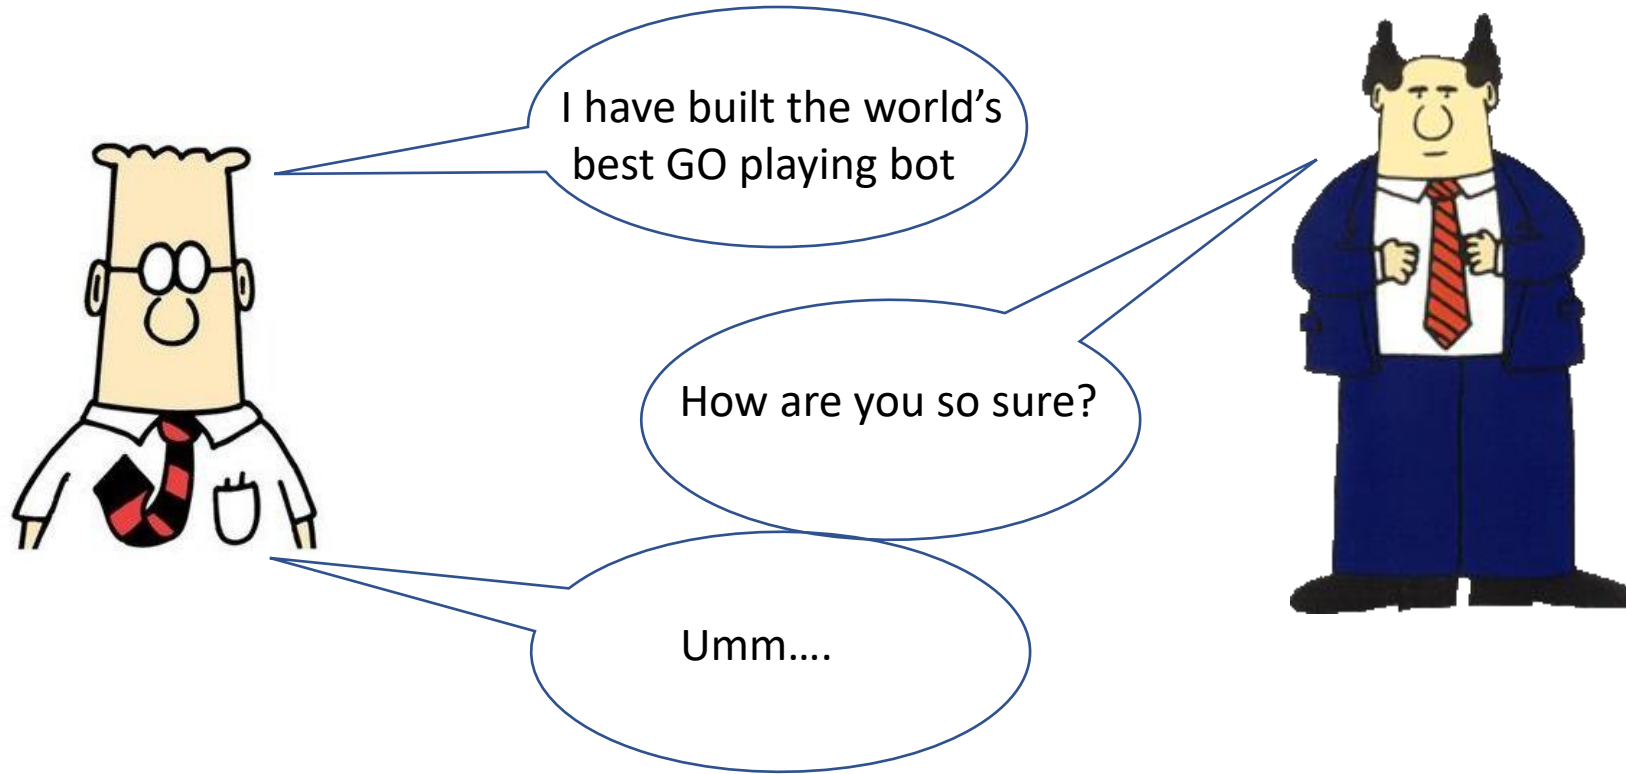 I have built the world’s
best GO playing bot
How are you so sure?
Umm….